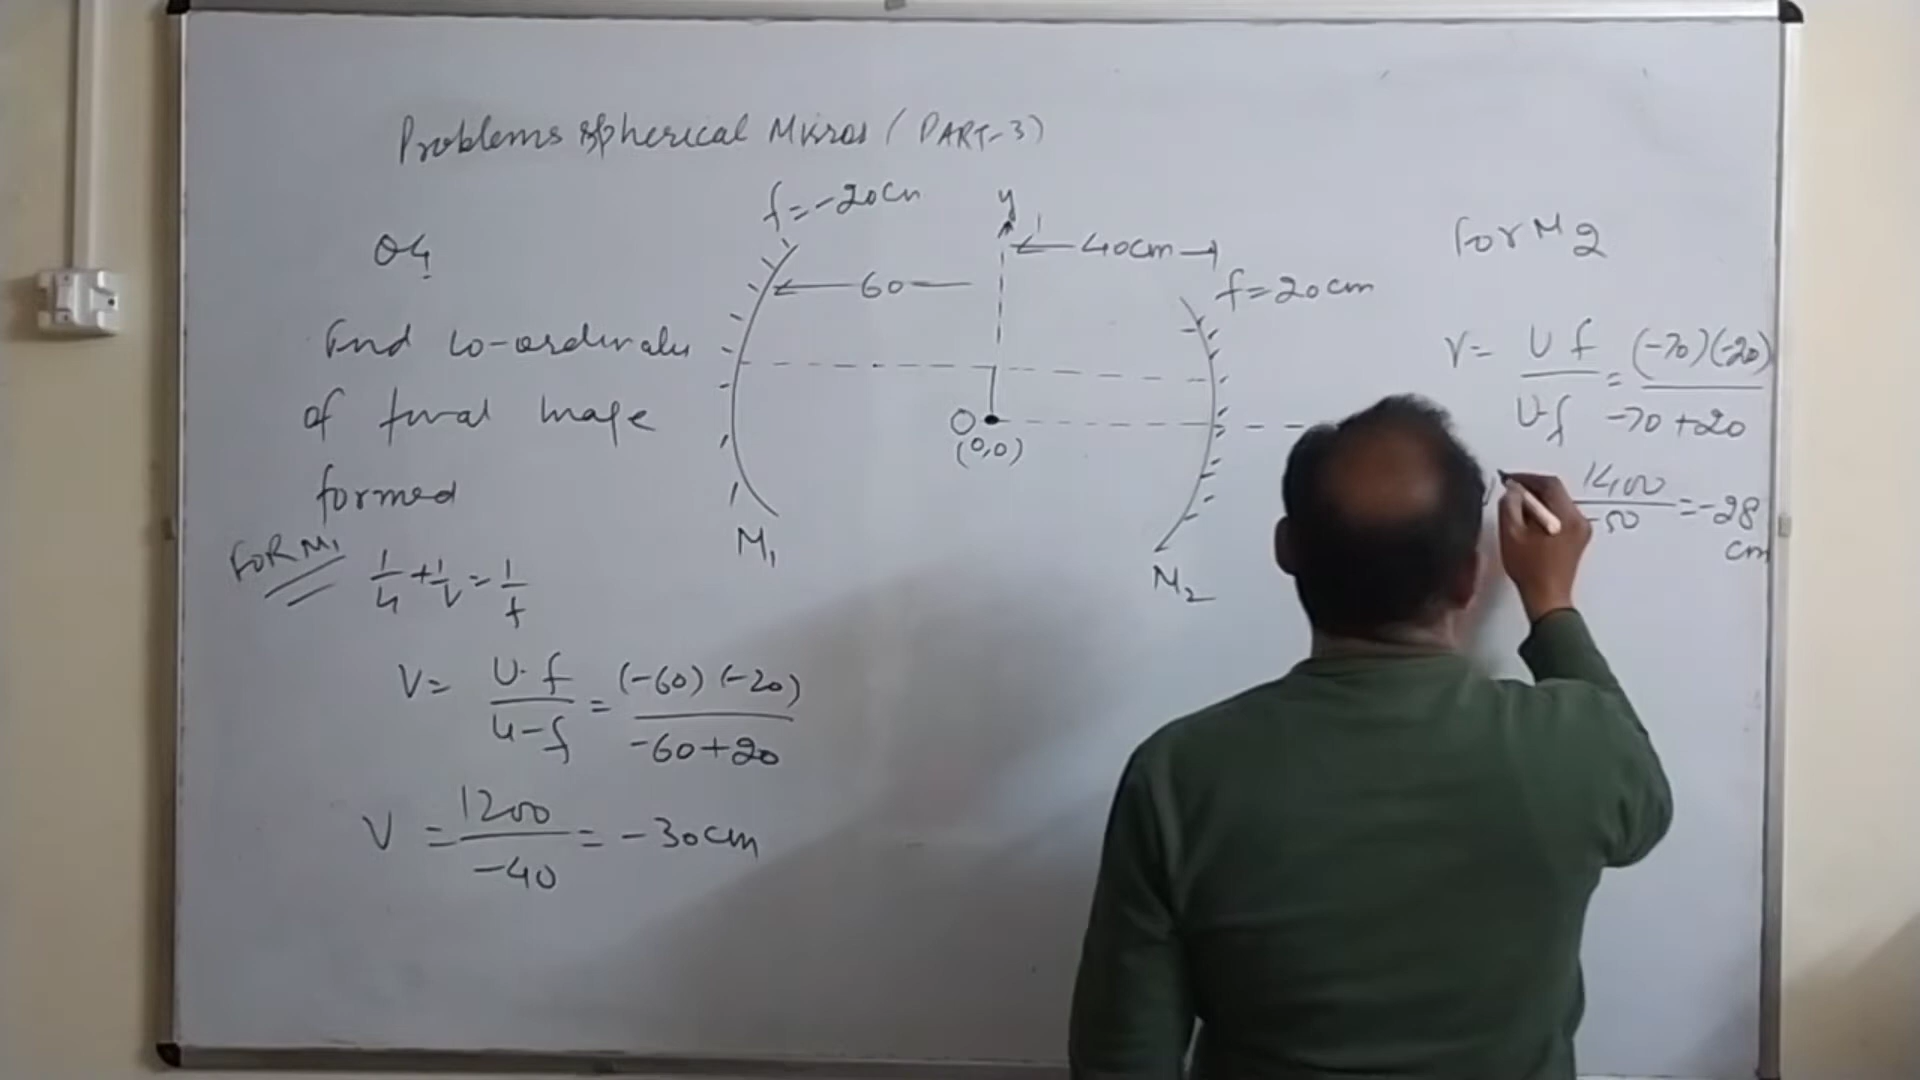 Problems Spherical Mirros (PART-3)
Q4
Find co-ordinates
of final Image
formed
f=-20cm
60
y
40cm
f=20cm
O
(0,0)
M1
M2
FOR M1
1/u + 1/v = 1/f
V= U.f/u-f = (-60)(-20)/-60+20
V = 1200/-40 = -30cm
For M2
V= Uf/U-f = (-70)(-20)/-70+20
1400/-50 = -28
cm